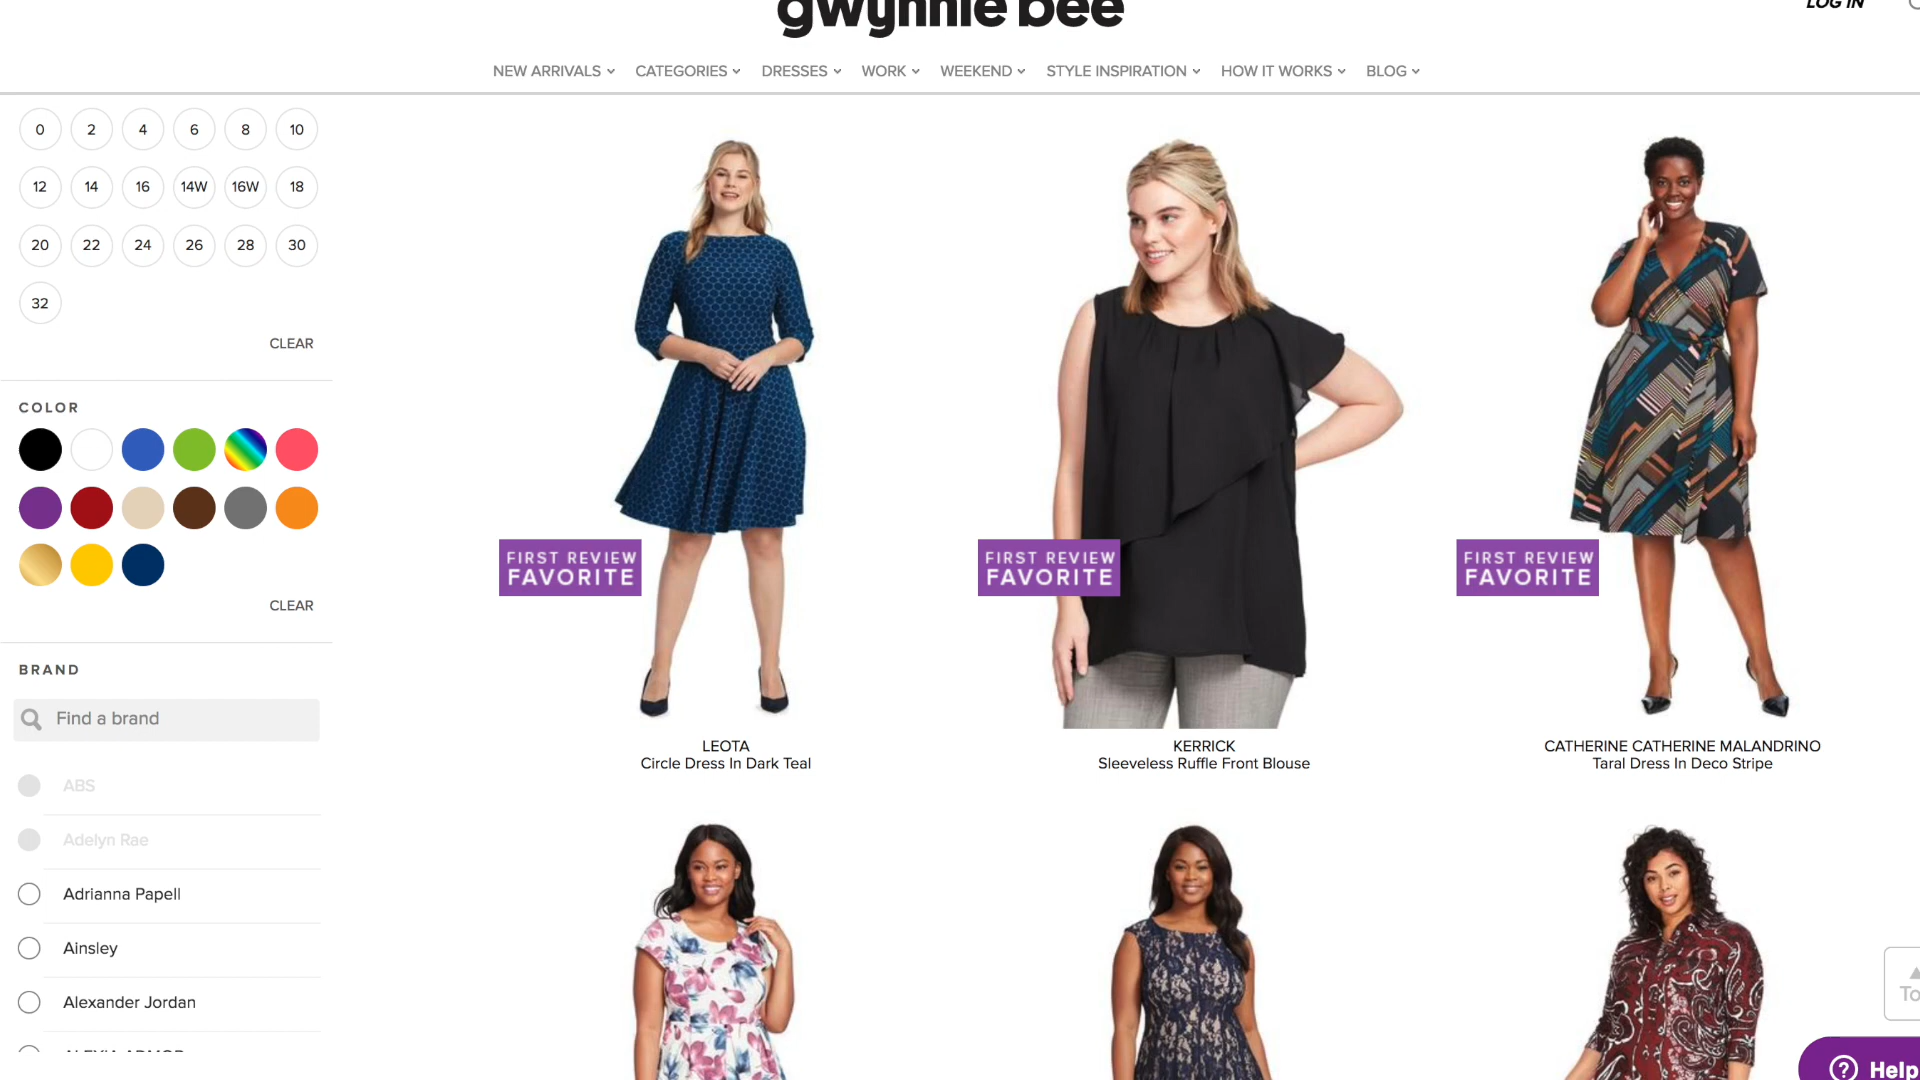 gwynnie bee
LOG IN
NEW ARRIVALS CATEGORIES DRESSES WORK WEEKEND STYLE INSPIRATION HOW IT WORKS BLOG
0 2 4 6 8 10
12 14 16 14W 16W 18
20 22 24 26 28 30
32
CLEAR
COLOR
CLEAR
BRAND
Find a brand
ABS
Adelyn Rae
Adrianna Papell
Ainsley
Alexander Jordan
FIRST REVIEW
FAVORITE
FIRST REVIEW
FAVORITE
FIRST REVIEW
FAVORITE
LEOTA
Circle Dress In Dark Teal
KERRICK
Sleeveless Ruffle Front Blouse
CATHERINE CATHERINE MALANDRINO
Taral Dress In Deco Stripe
To
? Help